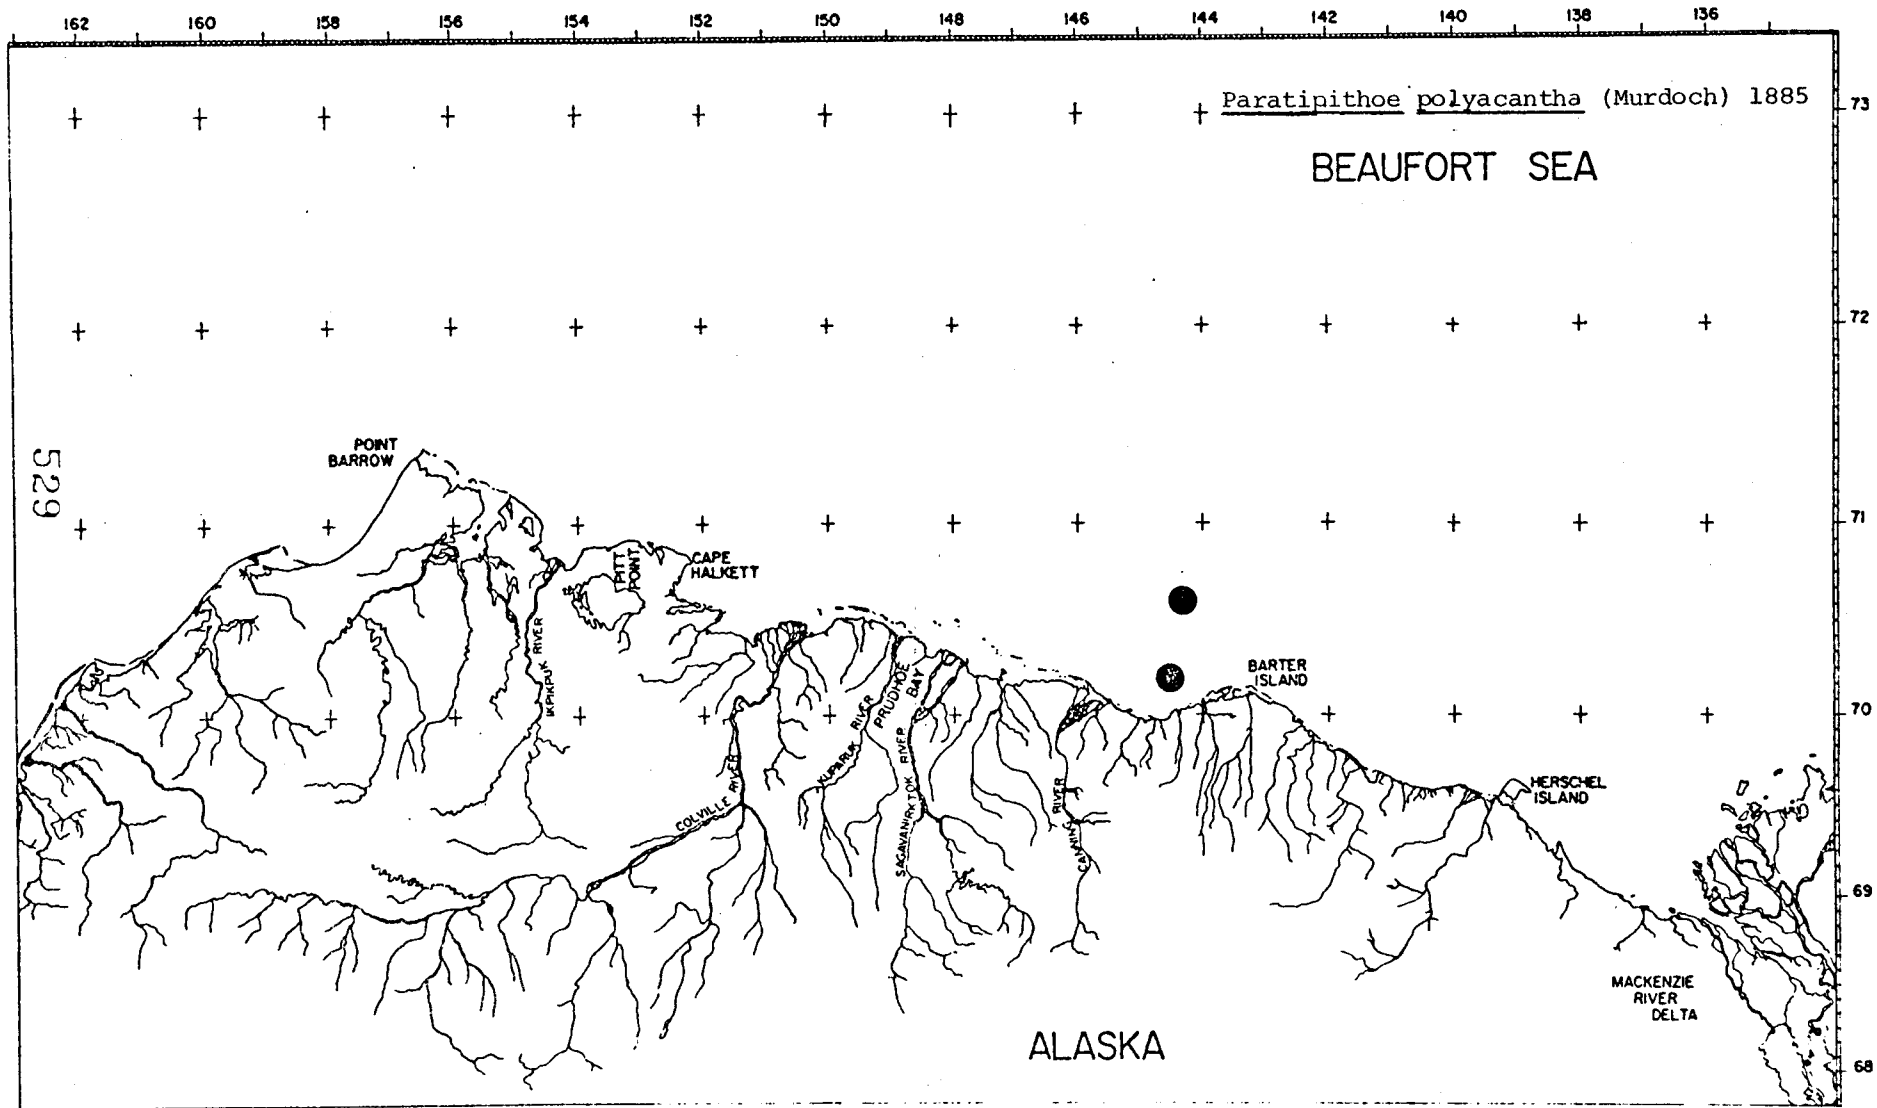 162 160 158 156 154 152 150 148 146 144 142 140 138 136
Paratipithoe polyacantha (Murdoch) 1885
73
BEAUFORT SEA
72
POINT
BARROW
529
71
PITT
POINT
CAPE
HALKETT
IKPIKPUK RIVER
BARTER
ISLAND
PRUDHOE
BAY
70
KUPARUK RIVER
COLVILLE RIVER
SAGAVANIRKTOK RIVER
CANNING RIVER
HERSCHEL
ISLAND
69
MACKENZIE
RIVER
DELTA
ALASKA
68